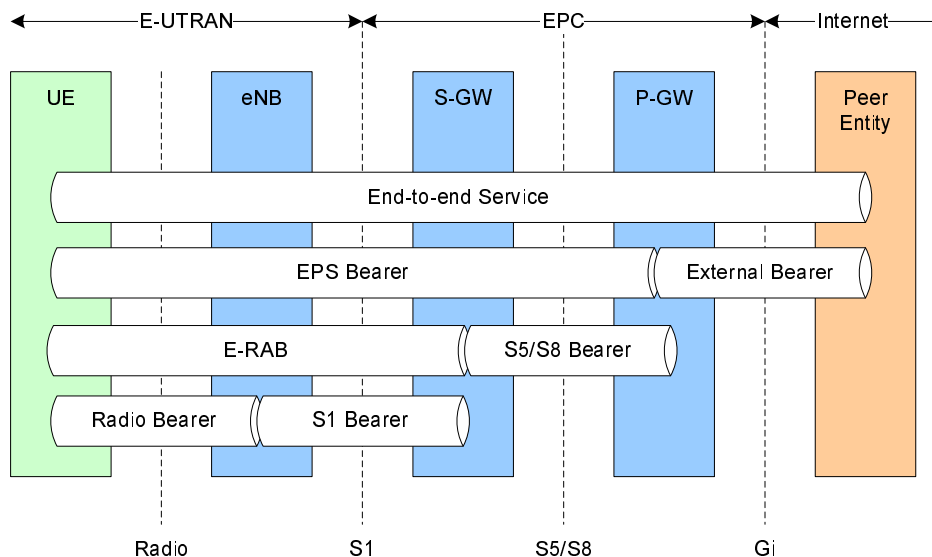 E-UTRAN
EPC
Internet
UE
eNB
S-GW
P-GW
Peer
Entity
End-to-end Service
EPS Bearer
External Bearer
E-RAB
S5/S8 Bearer
Radio Bearer
S1 Bearer
Radio
S1
S5/S8
Gi